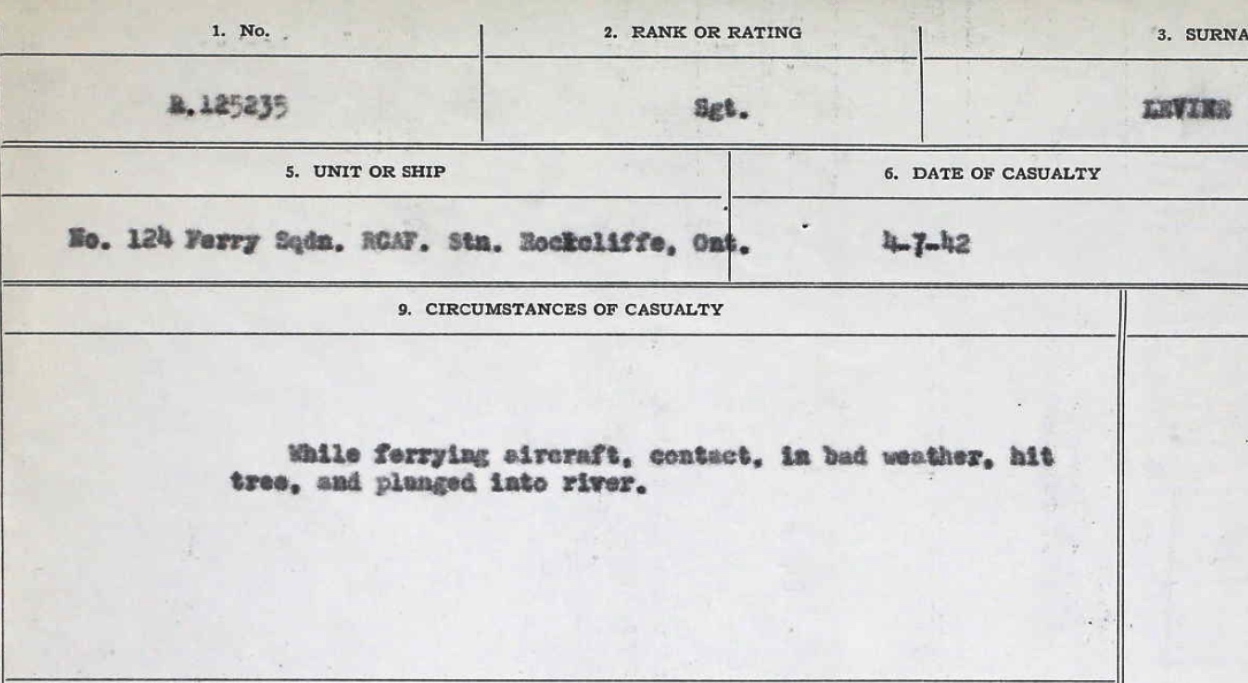 1. No.
2. RANK OR RATING
3. SURNA
R.125235
Sgt.
LEVINE
5. UNIT OR SHIP
6. DATE OF CASUALTY
No. 124 Ferry Sqdn. RCAF. Stn. Rockcliffe, Ont.
4-7-42
9. CIRCUMSTANCES OF CASUALTY
While ferrying aircraft, contact, in bad weather, hit
tree, and plunged into river.